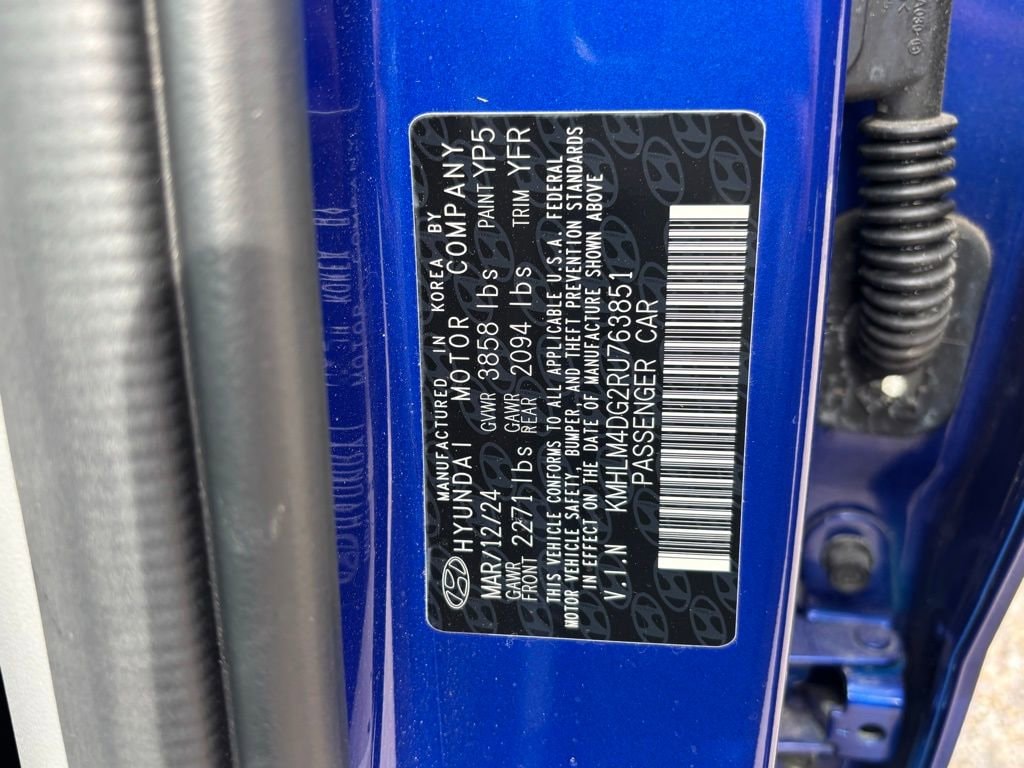 MANUFACTURED IN KOREA BY
HYUNDAI MOTOR COMPANY
MAR/12/24 GVWR 3858 lbs PAINT YP5
GAWR FRONT 2271 lbs GAWR REAR 2094 lbs TRIM YFR
THIS VEHICLE CONFORMS TO ALL APPLICABLE U.S.A. FEDERAL
MOTOR VEHICLE SAFETY, BUMPER, AND THEFT PREVENTION STANDARDS
IN EFFECT ON THE DATE OF MANUFACTURE SHOWN ABOVE
V.I.N KMHLM4DG2RU763851
PASSENGER CAR